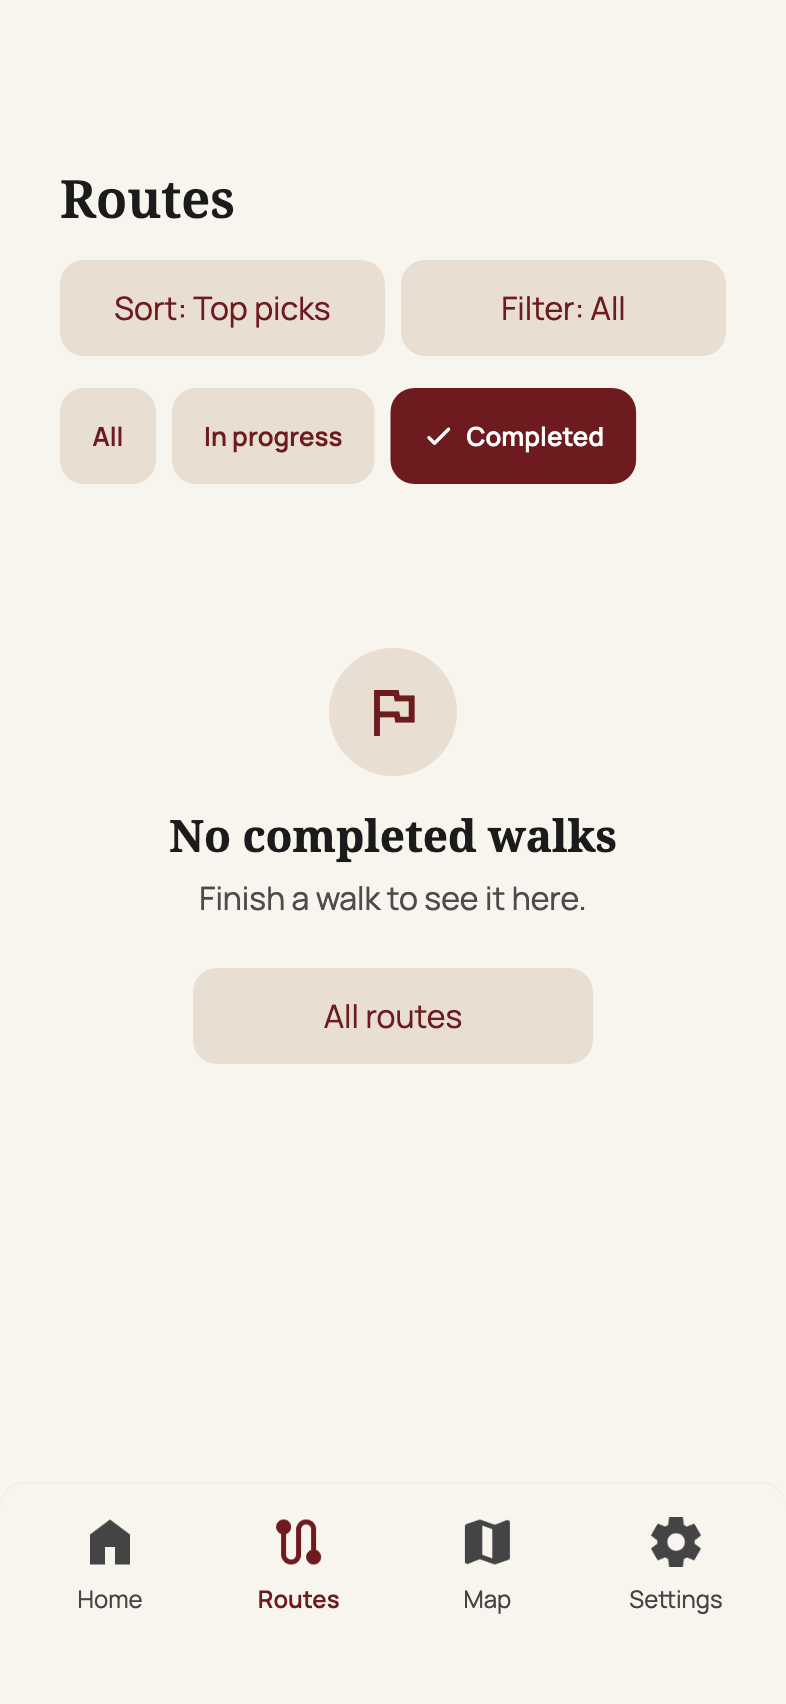 Routes
Sort: Top picks
Filter: All
All
In progress
Completed
No completed walks
Finish a walk to see it here.
All routes
Home
Routes
Map
Settings